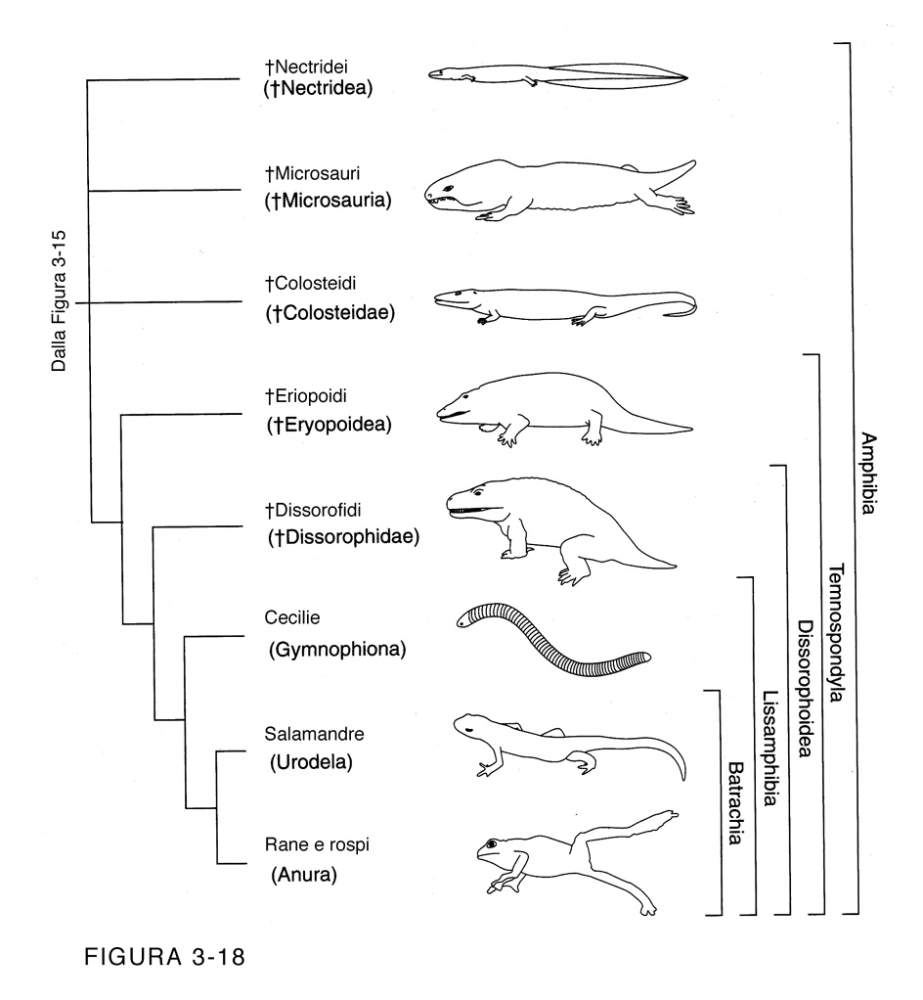 †Nectridei
(†Nectridea)
†Microsauri
(†Microsauria)
Dalla Figura 3-15
†Colosteidi
(†Colosteidae)
†Eriopoidi
(†Eryopoidea)
†Dissorofidi
(†Dissorophidae)
Cecilie
(Gymnophiona)
Salamandre
(Urodela)
Rane e rospi
(Anura)
Batrachia
Lissamphibia
Dissorophoidea
Temnospondyla
Amphibia
FIGURA 3-18